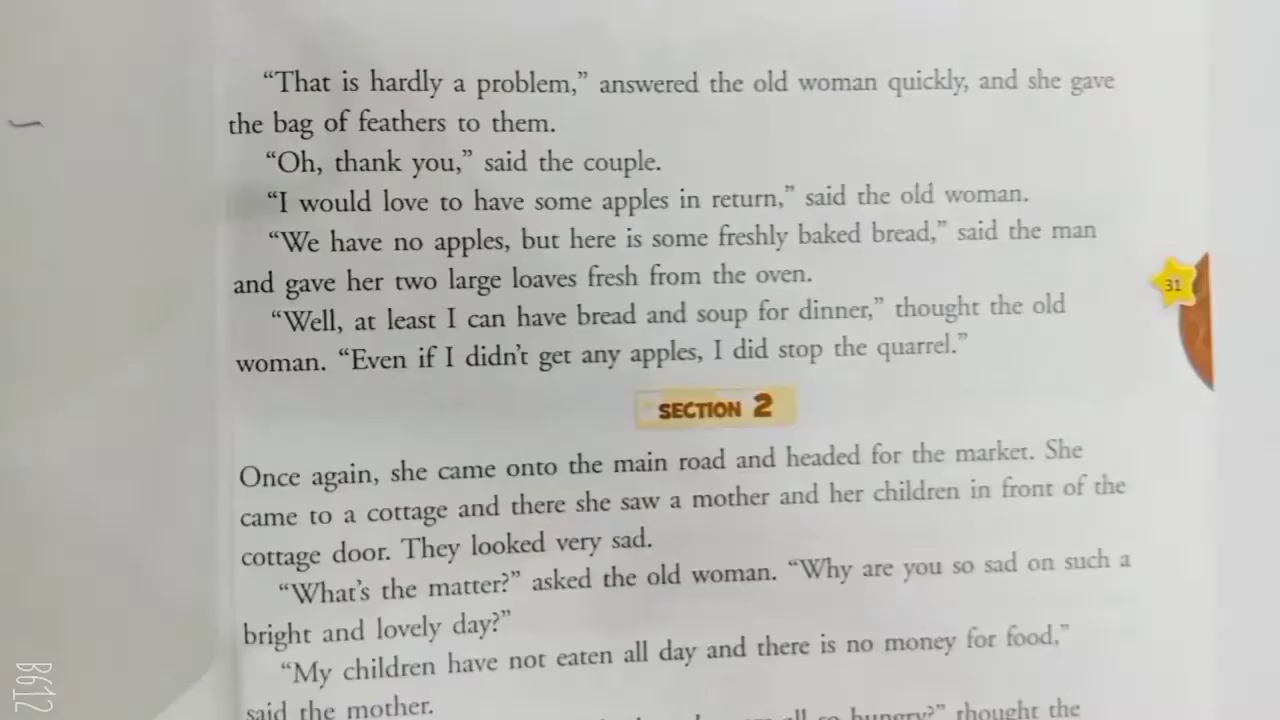 “That is hardly a problem,” answered the old woman quickly, and she gave
the bag of feathers to them.
“Oh, thank you,” said the couple.
“I would love to have some apples in return,” said the old woman.
“We have no apples, but here is some freshly baked bread,” said the man
and gave her two large loaves fresh from the oven.
“Well, at least I can have bread and soup for dinner,” thought the old
woman. “Even if I didn’t get any apples, I did stop the quarrel.”
31
SECTION 2
Once again, she came onto the main road and headed for the market. She
came to a cottage and there she saw a mother and her children in front of the
cottage door. They looked very sad.
“What’s the matter?” asked the old woman. “Why are you so sad on such a
bright and lovely day?”
“My children have not eaten all day and there is no money for food,”
said the mother.
so hungry?” thought the
B612